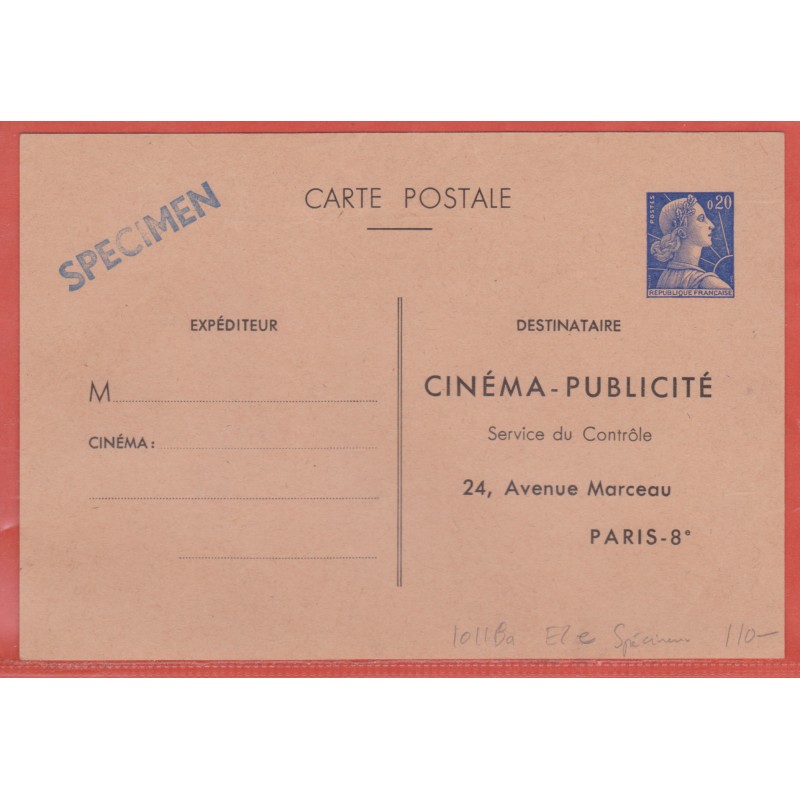 SPECIMEN
CARTE POSTALE
POSTES
0,20
RÉPUBLIQUE FRANÇAISE
EXPÉDITEUR
M
CINÉMA :
DESTINATAIRE
CINÉMA - PUBLICITÉ
Service du Contrôle
24, Avenue Marceau
PARIS-8e
1011Ba E2e Spécimen 110-